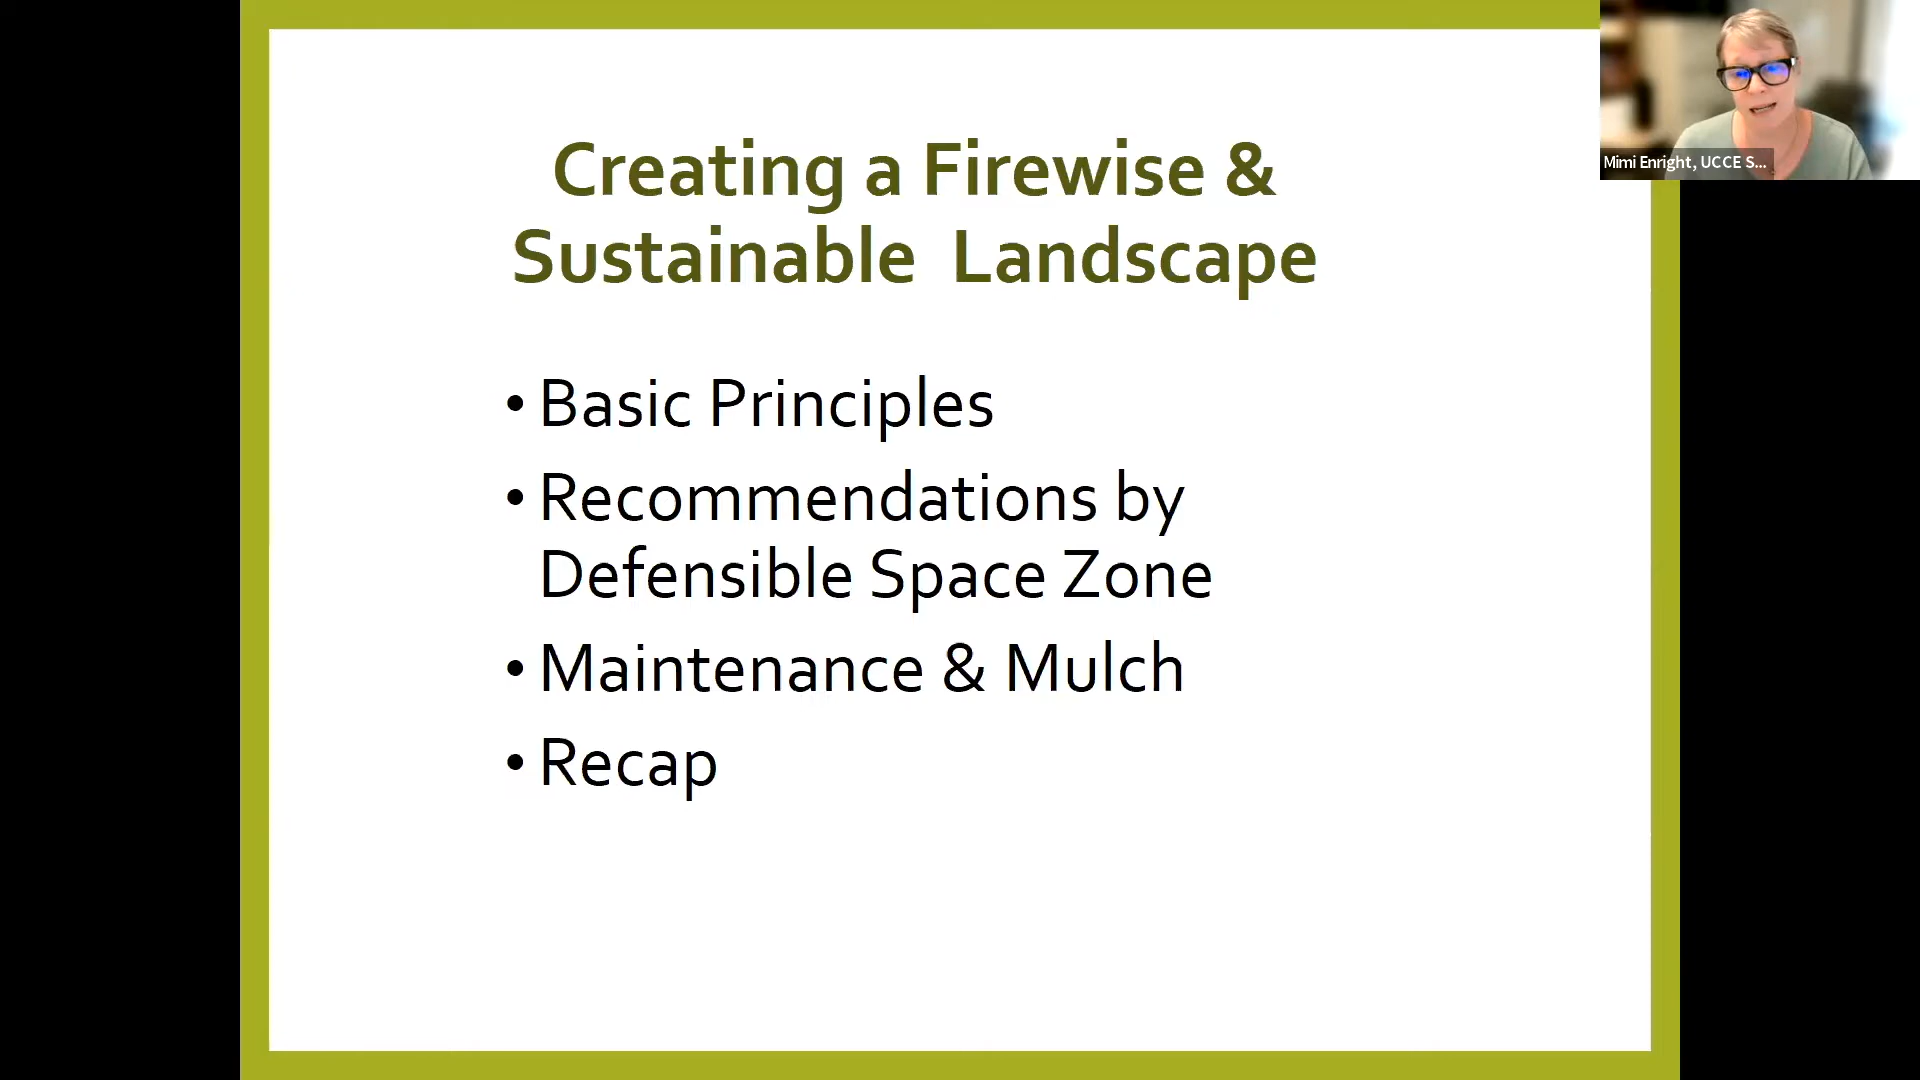 Creating a Firewise &
Sustainable Landscape
• Basic Principles
• Recommendations by
Defensible Space Zone
• Maintenance & Mulch
• Recap
Mimi Enright, UCCE S...